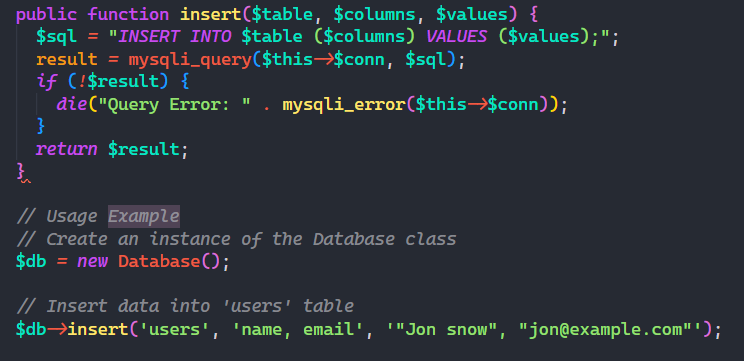 public function insert($table, $columns, $values) {
$sql = "INSERT INTO $table ($columns) VALUES ($values);";
result = mysqli_query($this->$conn, $sql);
if (!$result) {
die("Query Error: " . mysqli_error($this->$conn));
}
return $result;
}
// Usage Example
// Create an instance of the Database class
$db = new Database();
// Insert data into 'users' table
$db->insert('users', 'name, email', '"Jon snow", "jon@example.com"');